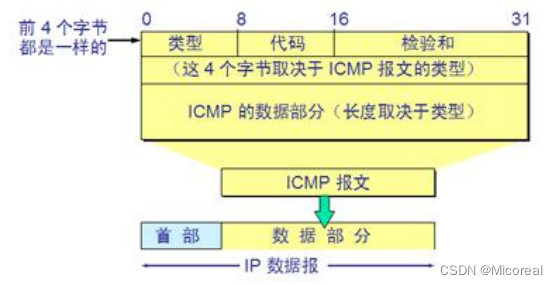 0 8 16 31
前 4 个字节
都是一样的
类型 代码 检验和
（这 4 个字节取决于 ICMP 报文的类型）
ICMP 的数据部分（长度取决于类型）
ICMP 报文
首 部 数 据 部 分
IP 数据报
CSDN @Micoreal